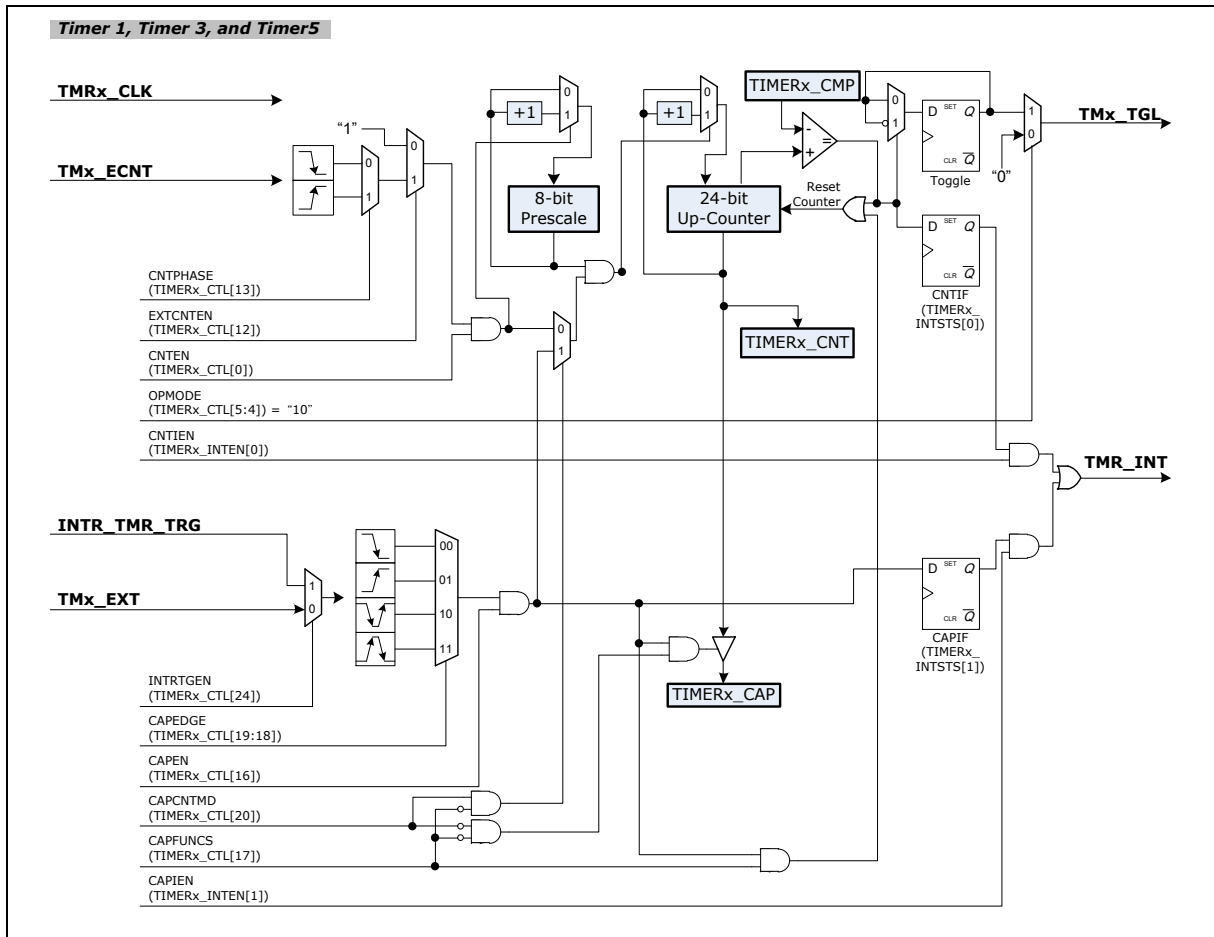 Timer 1, Timer 3, and Timer5
TMRx_CLK
TMx_ECNT
"1"
0
1
0
1
+1
0
1
8-bit
Prescale
+1
0
1
24-bit
Up-Counter
TIMERx_CMP
-
+
=
Reset
Counter
0
1
D SET Q
CLR Q
Toggle
1
0
"0"
TMx_TGL
D SET Q
CLR Q
CNTIF
(TIMERx_
INTSTS[0])
0
1
TIMERx_CNT
CNTPHASE
(TIMERx_CTL[13])
EXTCNTEN
(TIMERx_CTL[12])
CNTEN
(TIMERx_CTL[0])
OPMODE
(TIMERx_CTL[5:4]) = "10"
CNTIEN
(TIMERx_INTEN[0])
TMR_INT
INTR_TMR_TRG
TMx_EXT
1
0
00
01
10
11
D SET Q
CLR Q
CAPIF
(TIMERx_
INTSTS[1])
TIMERx_CAP
INTRTGEN
(TIMERx_CTL[24])
CAPEDGE
(TIMERx_CTL[19:18])
CAPEN
(TIMERx_CTL[16])
CAPCNTMD
(TIMERx_CTL[20])
CAPFUNCS
(TIMERx_CTL[17])
CAPIEN
(TIMERx_INTEN[1])